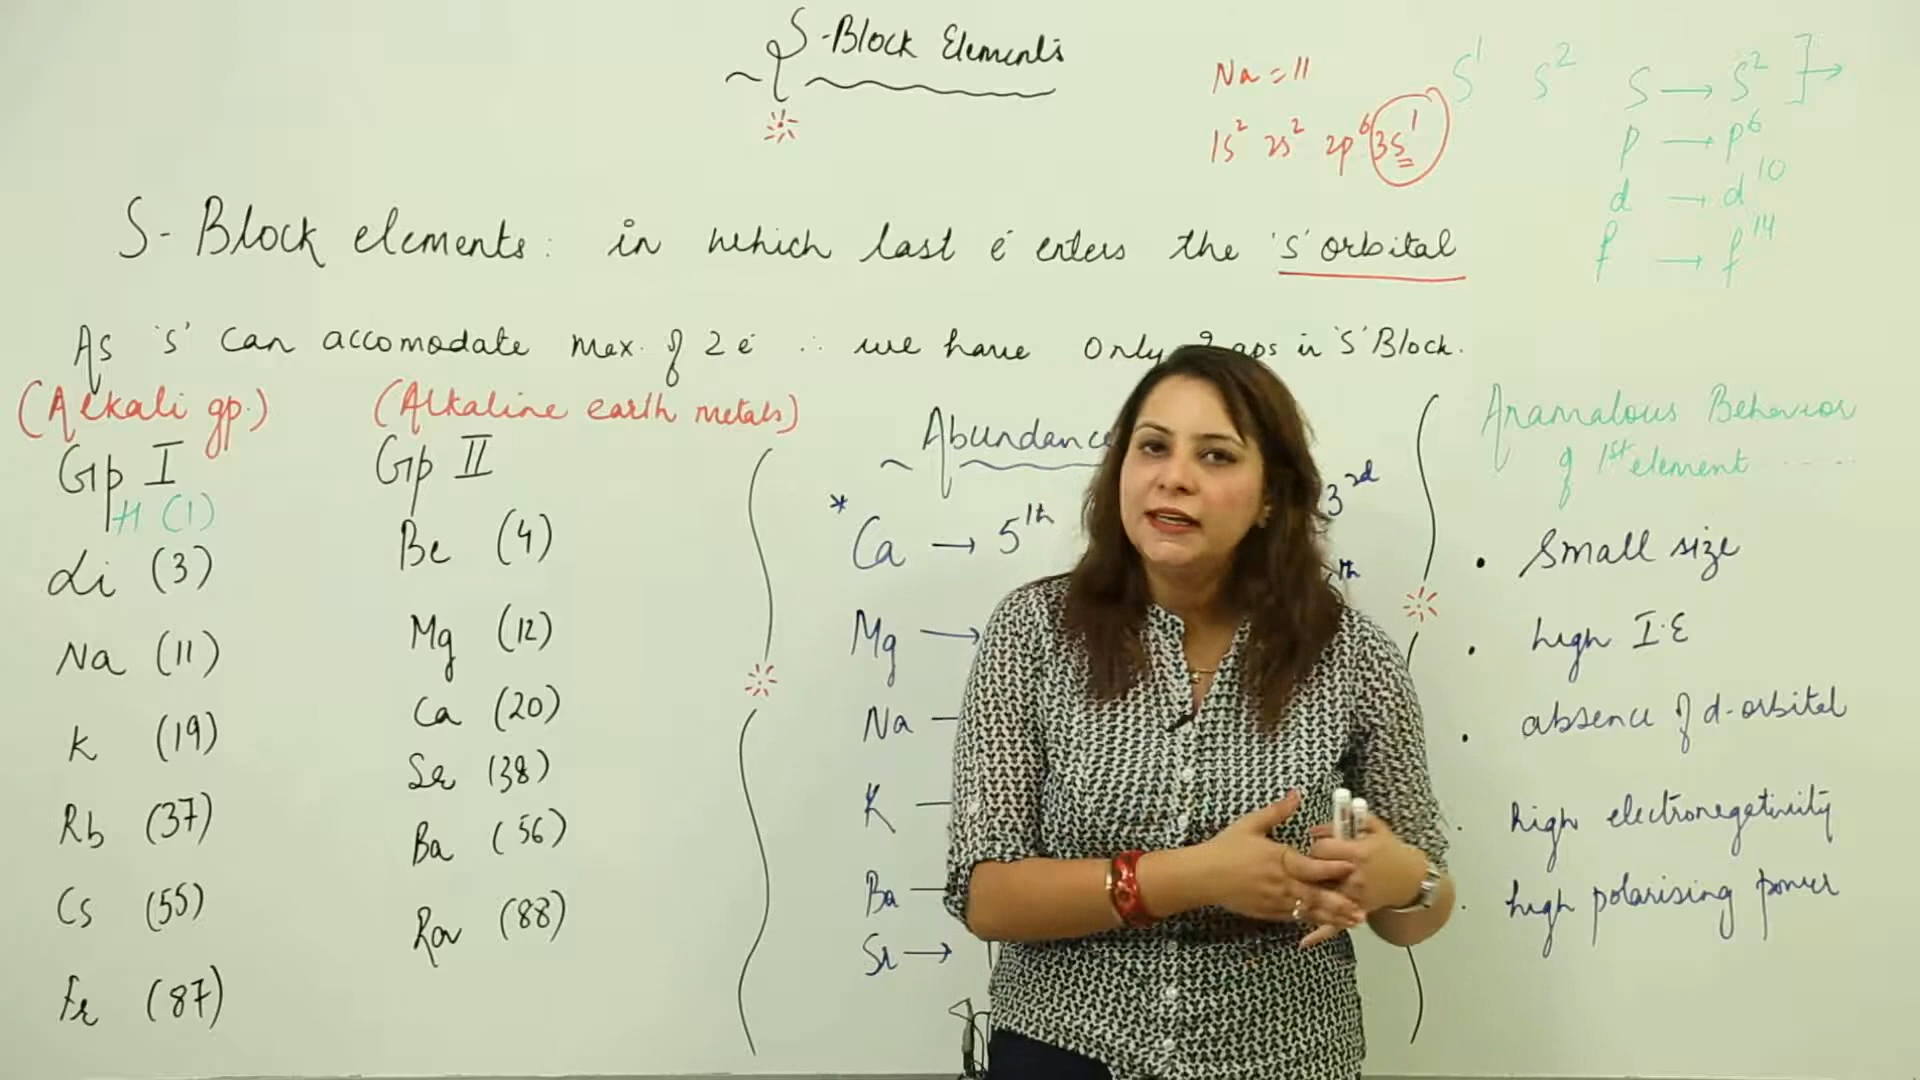 S-Block Elements
Na = 11
1s² 2s² 2p⁶ 3s¹
S¹ S² S → S² ] →
p → p⁶
d → d¹⁰
f → f¹⁴
S-Block elements: in which last e⁻ enters the 's' orbital
As 's' can accomodate max. of 2e⁻ ∴ we have only gps in 'S' Block.
(Alkali gp.)
Gp I
H (1)
Li (3)
Na (11)
K (19)
Rb (37)
Cs (55)
Fr (87)
(Alkaline earth metals)
Gp II
Be (4)
Mg (12)
Ca (20)
Sr (38)
Ba (56)
Ra (88)
Abundance
* Ca → 5th
3rd
th
Mg →
Na –
K –
Ba –
Sr →
Anamalous Behavior
of 1st element .....
• Small size
• high I.E
• absence of d-orbital
• high electronegativity
• high polarising power